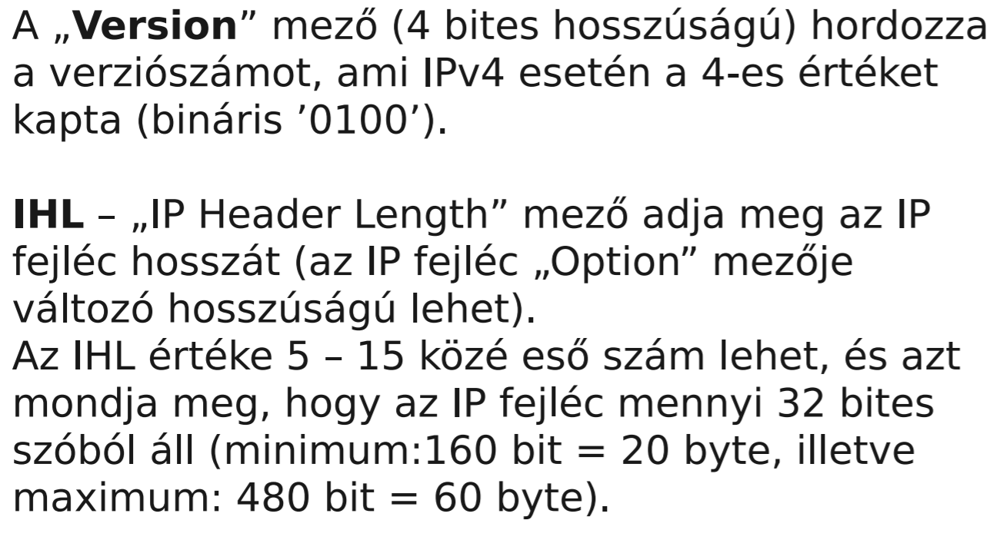 A „Version” mező (4 bites hosszúságú) hordozza
a verziószámot, ami IPv4 esetén a 4-es értéket
kapta (bináris ’0100’).
IHL – „IP Header Length” mező adja meg az IP
fejléc hosszát (az IP fejléc „Option” mezője
változó hosszúságú lehet).
Az IHL értéke 5 – 15 közé eső szám lehet, és azt
mondja meg, hogy az IP fejléc mennyi 32 bites
szóból áll (minimum:160 bit = 20 byte, illetve
maximum: 480 bit = 60 byte).